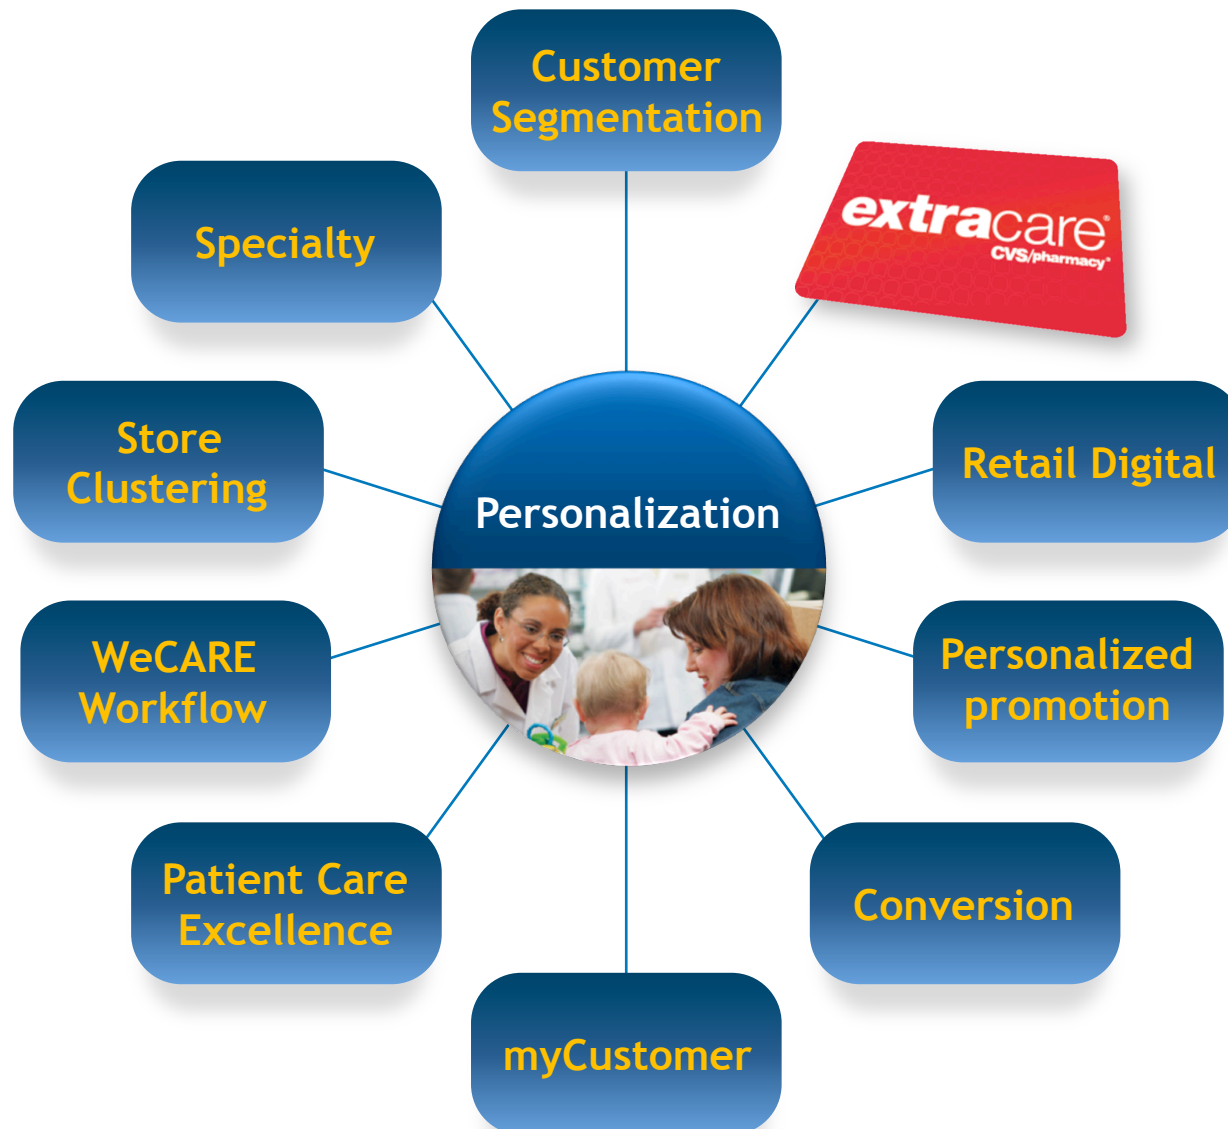 Customer
Segmentation
extracare®
CVS/pharmacy®
Specialty
Store
Clustering
Retail Digital
Personalization
WeCARE
Workflow
Personalized
promotion
Patient Care
Excellence
Conversion
myCustomer